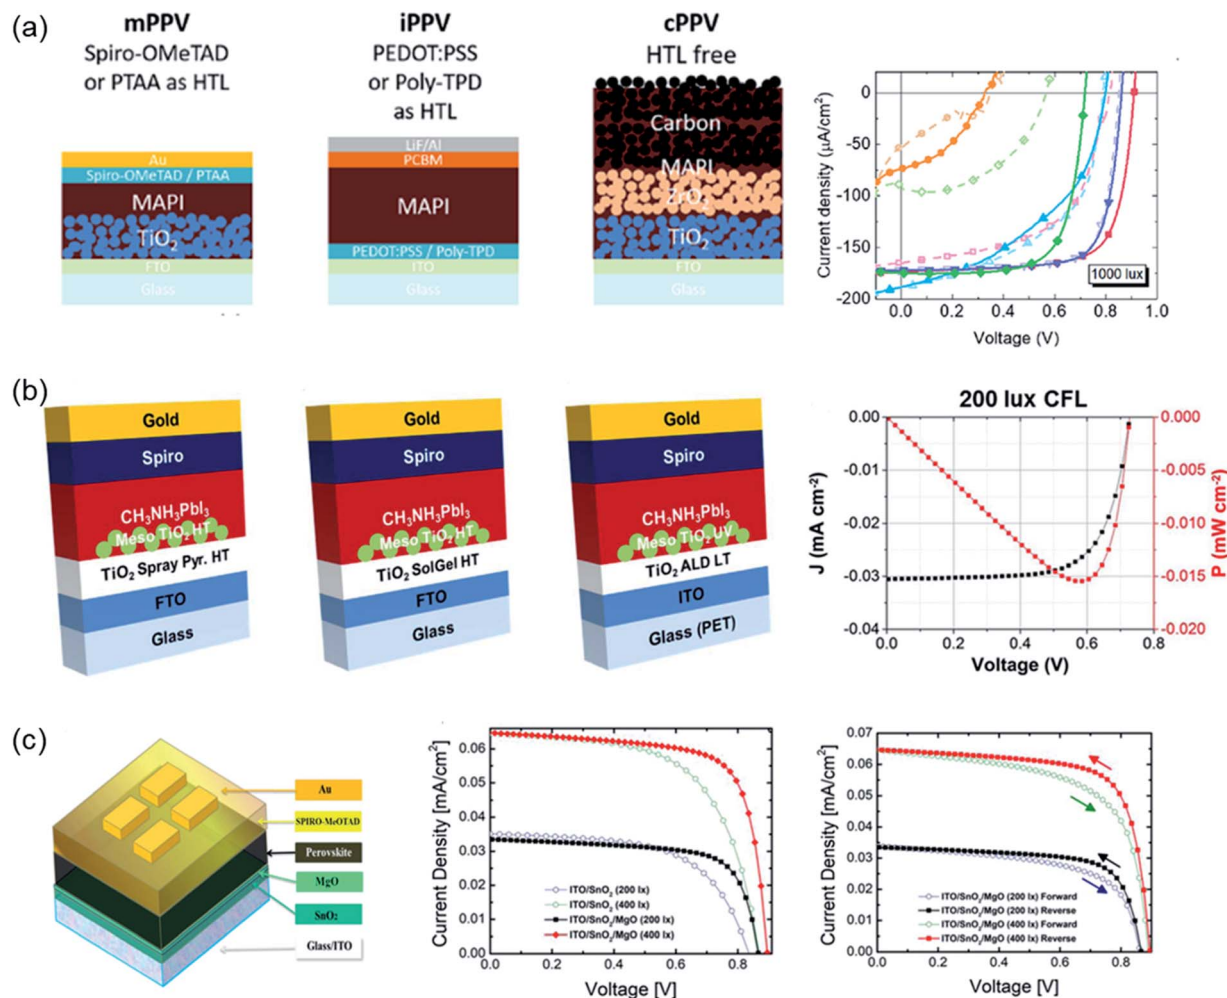 (a)
mPPV
Spiro-OMeTAD
or PTAA as HTL
Au
Spiro-OMeTAD / PTAA
MAPI
TiO₂
FTO
Glass
iPPV
PEDOT:PSS
or Poly-TPD
as HTL
LiF/Al
PCBM
MAPI
PEDOT:PSS / Poly-TPD
ITO
Glass
cPPV
HTL free
Carbon
MAPI
ZrO₂
TiO₂
FTO
Glass
Current density (µA/cm²)
0
-50
-100
-150
-200
1000 lux
0.0 0.2 0.4 0.6 0.8 1.0
Voltage (V)
(b)
Gold
Spiro
CH₃NH₃PbI₃
Meso TiO₂ HT
TiO₂ Spray Pyr. HT
FTO
Glass
Gold
Spiro
CH₃NH₃PbI₃
Meso TiO₂ HT
TiO₂ SolGel HT
FTO
Glass
Gold
Spiro
CH₃NH₃PbI₃
Meso TiO₂ UV
TiO₂ ALD LT
ITO
Glass (PET)
200 lux CFL
J (mA cm⁻²)
0.00
-0.01
-0.02
-0.03
-0.04
0.0 0.2 0.4 0.6 0.8
Voltage (V)
0.000
-0.005
-0.010
-0.015
-0.020
P (mW cm⁻²)
(c)
Au
SPIRO-MeOTAD
Perovskite
MgO
SnO₂
Glass/ITO
Current Density [mA/cm²]
0.06
0.05
0.04
0.03
0.02
0.01
0.00
ITO/SnO₂ (200 lx)
ITO/SnO₂ (400 lx)
ITO/SnO₂/MgO (200 lx)
ITO/SnO₂/MgO (400 lx)
0.0 0.2 0.4 0.6 0.8
Voltage [V]
Current Density [mA/cm²]
0.07
0.06
0.05
0.04
0.03
0.02
0.01
0.00
ITO/SnO₂/MgO (200 lx) Forward
ITO/SnO₂/MgO (200 lx) Reverse
ITO/SnO₂/MgO (400 lx) Forward
ITO/SnO₂/MgO (400 lx) Reverse
0.0 0.2 0.4 0.6 0.8
Voltage [V]